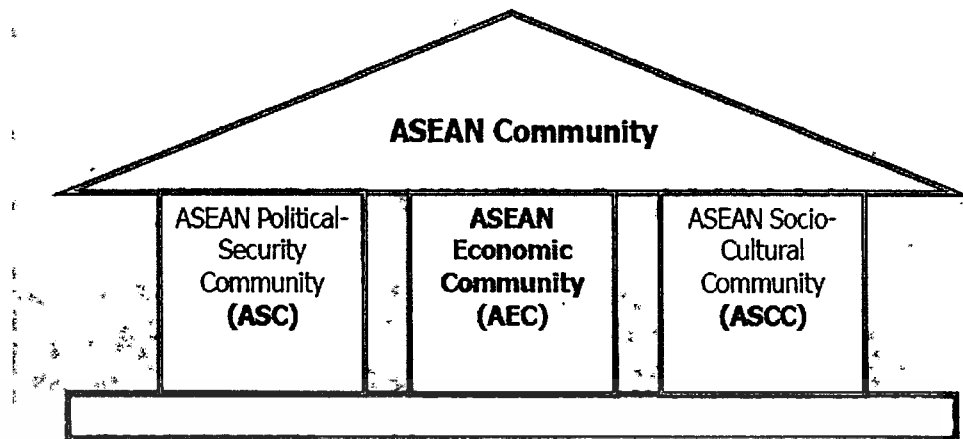 ASEAN Community
ASEAN Political-
Security
Community
(ASC)
ASEAN
Economic
Community
(AEC)
ASEAN Socio-
Cultural
Community
(ASCC)